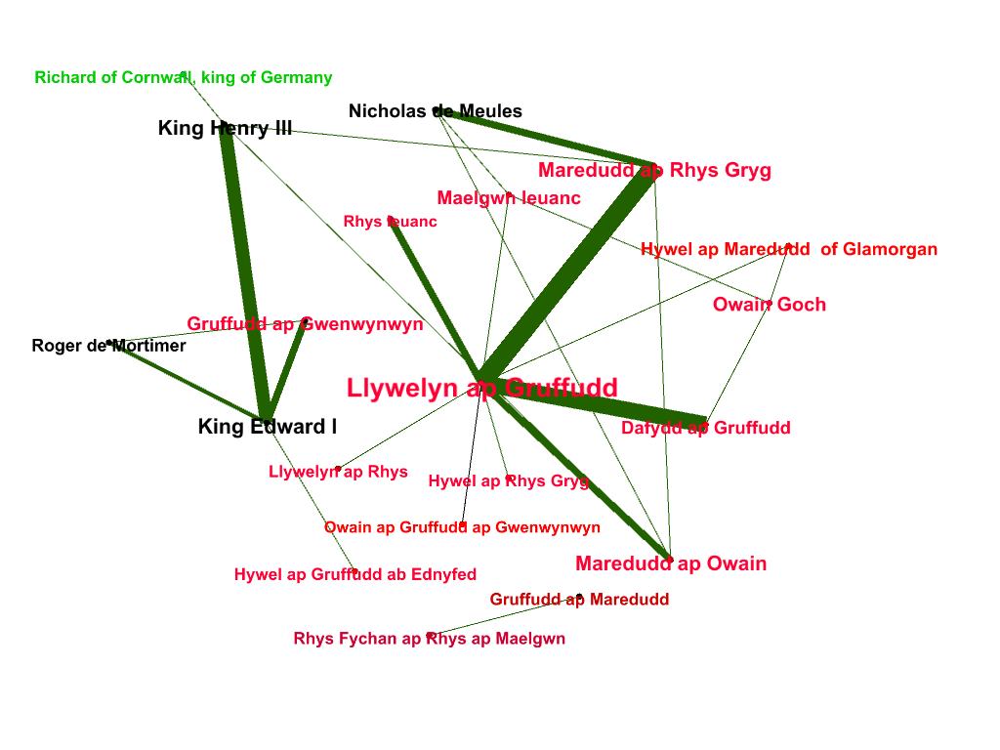 Richard of Cornwall, king of Germany
Nicholas de Meules
King Henry III
Maredudd ap Rhys Gryg
Maelgwn Ieuanc
Rhys Ieuanc
Hywel ap Maredudd  of Glamorgan
Owain Goch
Gruffudd ap Gwenwynwyn
Roger de Mortimer
Llywelyn ap Gruffudd
King Edward I
Dafydd ap Gruffudd
Llywelyn ap Rhys
Hywel ap Rhys Gryg
Owain ap Gruffudd ap Gwenwynwyn
Maredudd ap Owain
Hywel ap Gruffudd ab Ednyfed
Gruffudd ap Maredudd
Rhys Fychan ap Rhys ap Maelgwn